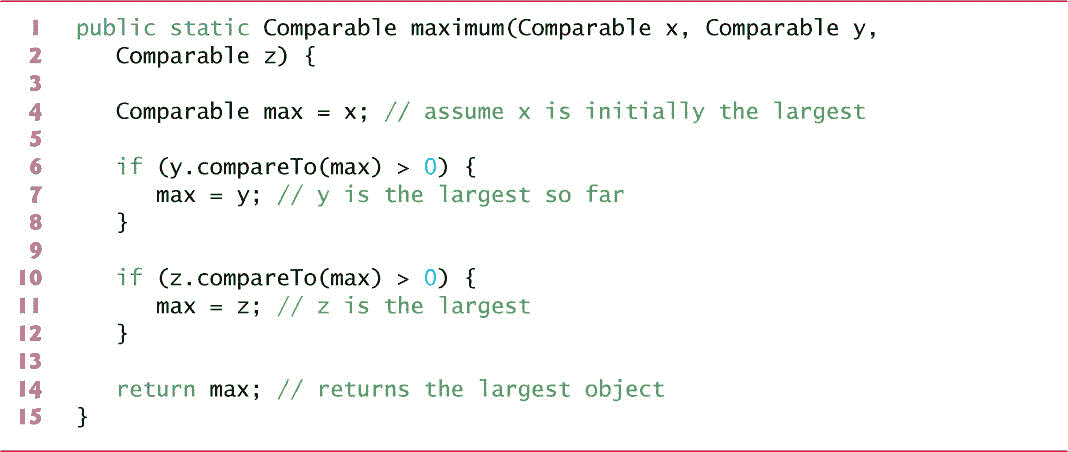 1 public static Comparable maximum(Comparable x, Comparable y,
2 Comparable z) {
3
4 Comparable max = x; // assume x is initially the largest
5
6 if (y.compareTo(max) > 0) {
7 max = y; // y is the largest so far
8 }
9
10 if (z.compareTo(max) > 0) {
11 max = z; // z is the largest
12 }
13
14 return max; // returns the largest object
15 }